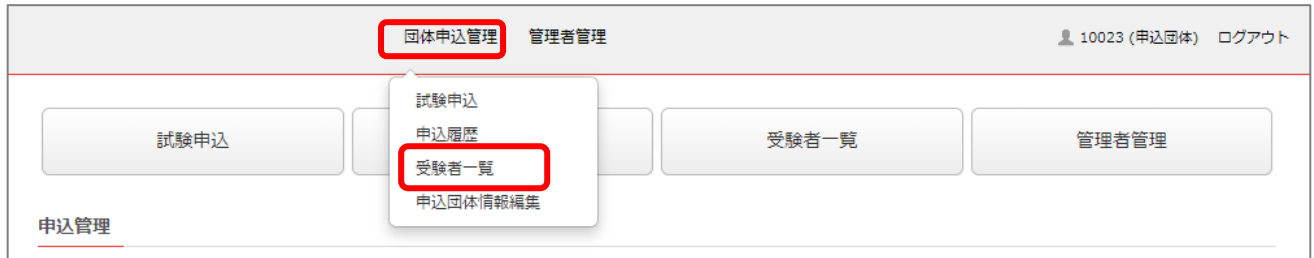 団体申込管理 管理者管理 10023 (申込団体) ログアウト
試験申込
申込履歴
受験者一覧
申込団体情報編集
試験申込 受験者一覧 管理者管理
申込管理